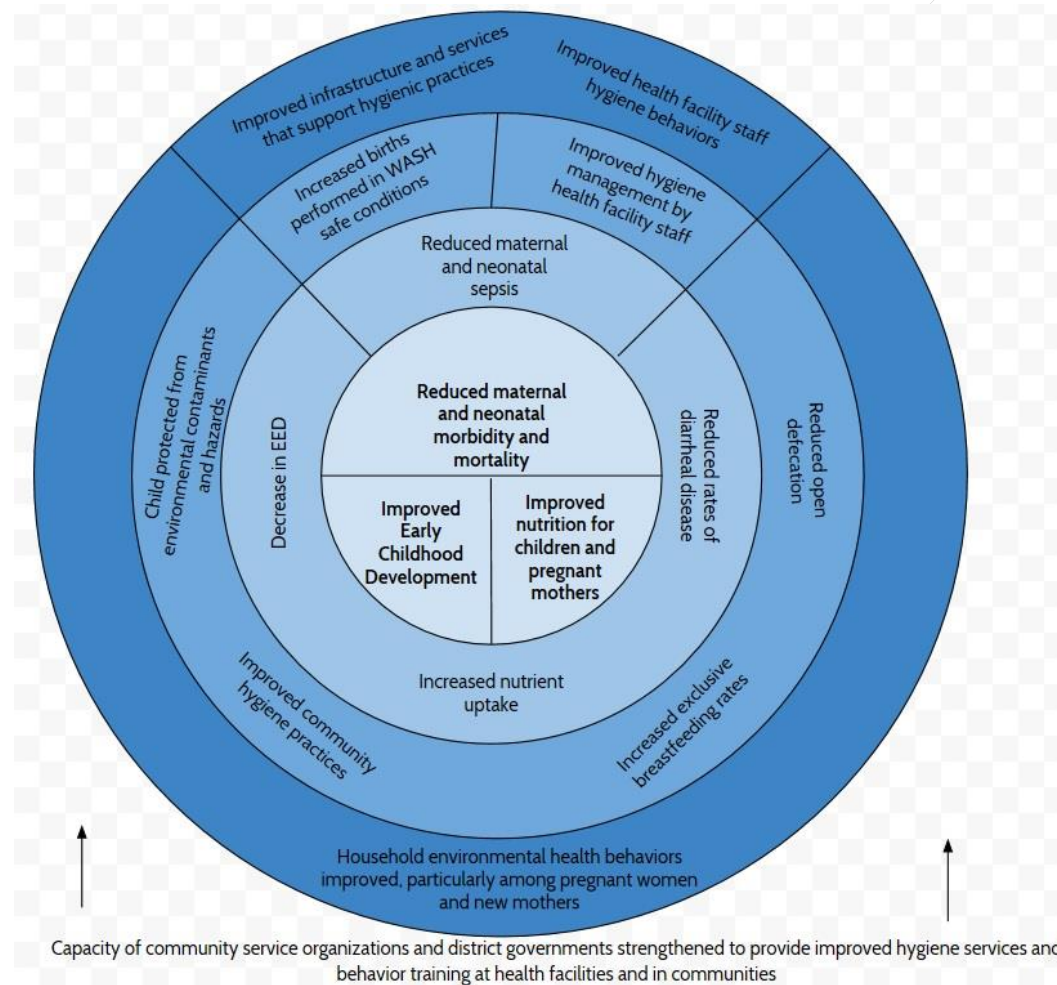 Improved infrastructure and services
that support hygienic practices
Improved health facility staff
hygiene behaviors
Increased births
performed in WASH
safe conditions
Improved hygiene
management by
health facility staff
Reduced maternal
and neonatal
sepsis
Reduced maternal
and neonatal
morbidity and
mortality
Improved
Early
Childhood
Development
Improved
nutrition for
children and
pregnant
mothers
Child protected from
environmental contaminants
and hazards
Decrease in EED
Reduced rates of
diarrheal disease
Reduced open
defecation
Increased nutrient
uptake
Improved community
hygiene practices
Increased exclusive
breastfeeding rates
Household environmental health behaviors
improved, particularly among pregnant women
and new mothers
Capacity of community service organizations and district governments strengthened to provide improved hygiene services and
behavior training at health facilities and in communities